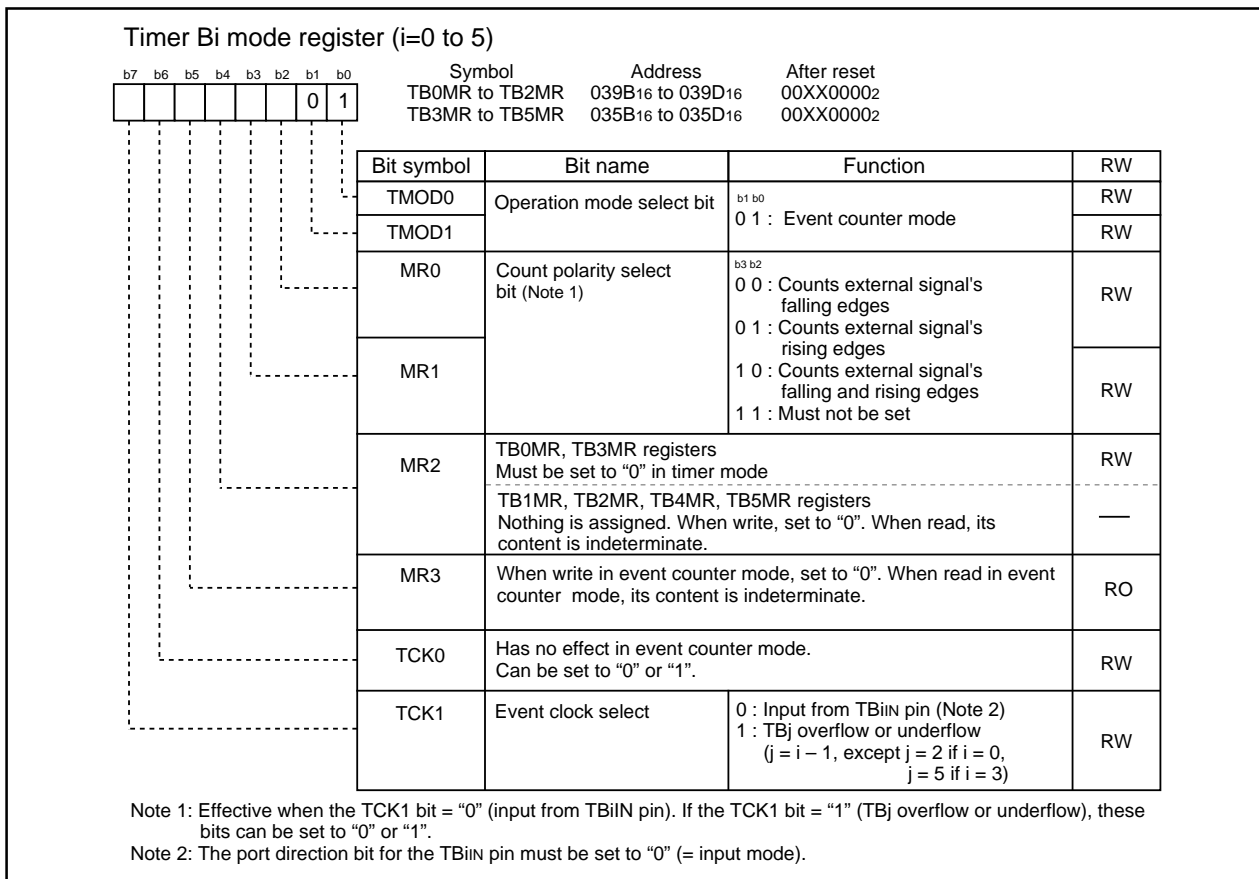 Timer Bi mode register (i=0 to 5)
b7 b6 b5 b4 b3 b2 b1 b0
0 1
Symbol Address After reset
TB0MR to TB2MR 039B16 to 039D16 00XX00002
TB3MR to TB5MR 035B16 to 035D16 00XX00002
Bit symbol Bit name Function RW
TMOD0 Operation mode select bit b1 b0 RW
0 1 : Event counter mode
TMOD1 RW
MR0 Count polarity select b3 b2
bit (Note 1) 0 0 : Counts external signal's RW
falling edges
0 1 : Counts external signal's
rising edges
MR1 1 0 : Counts external signal's RW
falling and rising edges
1 1 : Must not be set
MR2 TB0MR, TB3MR registers RW
Must be set to “0” in timer mode
TB1MR, TB2MR, TB4MR, TB5MR registers
Nothing is assigned. When write, set to “0”. When read, its —
content is indeterminate.
MR3 When write in event counter mode, set to “0”. When read in event RO
counter mode, its content is indeterminate.
TCK0 Has no effect in event counter mode. RW
Can be set to “0” or “1”.
TCK1 Event clock select 0 : Input from TBiIN pin (Note 2) RW
1 : TBj overflow or underflow
(j = i – 1, except j = 2 if i = 0,
j = 5 if i = 3)
Note 1: Effective when the TCK1 bit = “0” (input from TBiIN pin). If the TCK1 bit = “1” (TBj overflow or underflow), these
bits can be set to “0” or “1”.
Note 2: The port direction bit for the TBiIN pin must be set to “0” (= input mode).